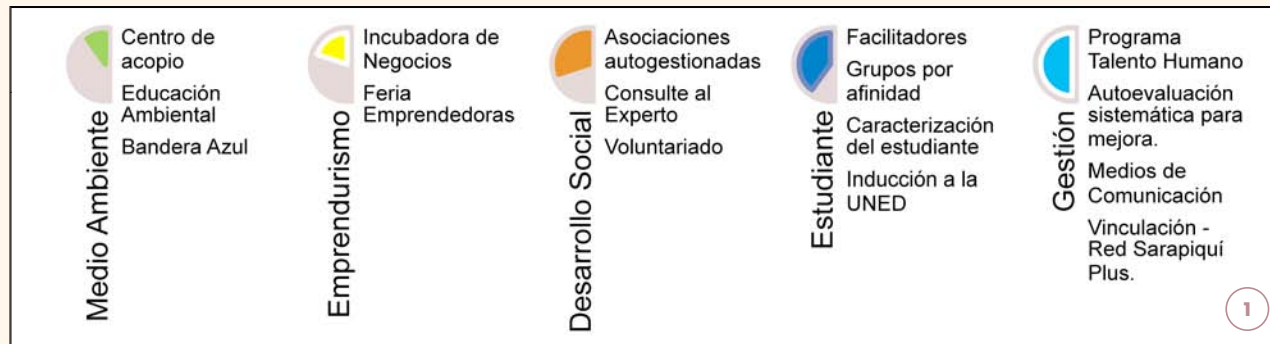 Medio Ambiente
Centro de
acopio
Educación
Ambiental
Bandera Azul
Emprendurismo
Incubadora de
Negocios
Feria
Emprendedoras
Desarrollo Social
Asociaciones
autogestionadas
Consulte al
Experto
Voluntariado
Estudiante
Facilitadores
Grupos por
afinidad
Caracterización
del estudiante
Inducción a la
UNED
Gestión
Programa
Talento Humano
Autoevaluación
sistemática para
mejora.
Medios de
Comunicación
Vinculación -
Red Sarapiquí
Plus.
1